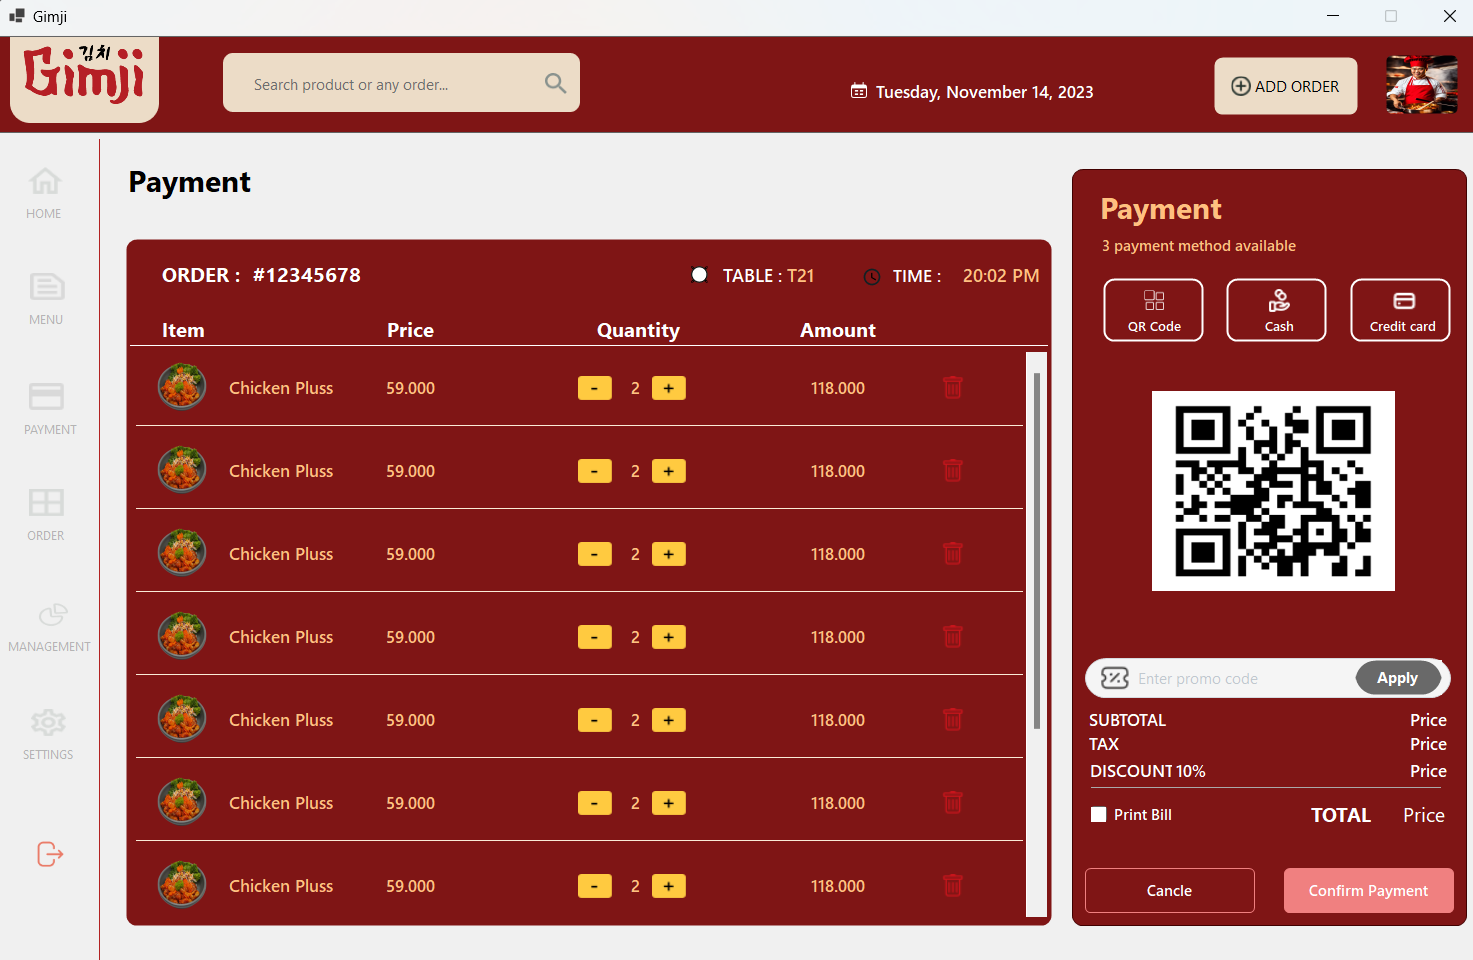 Gimji
김치
Gimji
Search product or any order...
Tuesday, November 14, 2023
ADD ORDER
HOME
MENU
PAYMENT
ORDER
MANAGEMENT
SETTINGS
Payment
ORDER : #12345678
TABLE : T21
TIME : 20:02 PM
Item Price Quantity Amount
Chicken Pluss 59.000 - 2 + 118.000
Chicken Pluss 59.000 - 2 + 118.000
Chicken Pluss 59.000 - 2 + 118.000
Chicken Pluss 59.000 - 2 + 118.000
Chicken Pluss 59.000 - 2 + 118.000
Chicken Pluss 59.000 - 2 + 118.000
Chicken Pluss 59.000 - 2 + 118.000
Payment
3 payment method available
QR Code
Cash
Credit card
Enter promo code
Apply
SUBTOTAL Price
TAX Price
DISCOUNT 10% Price
Print Bill
TOTAL Price
Cancle
Confirm Payment